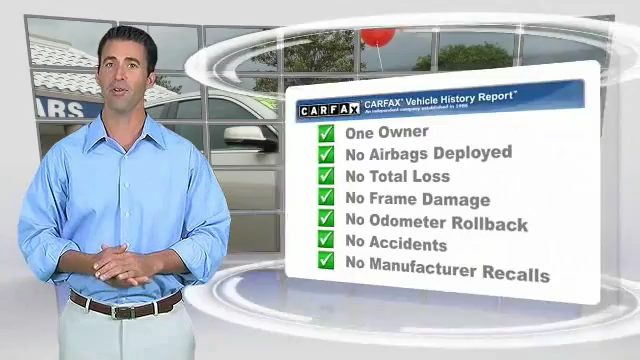 ARS
CARFAX CARFAX Vehicle History Report™
An independent company established in 1986
One Owner
No Airbags Deployed
No Total Loss
No Frame Damage
No Odometer Rollback
No Accidents
No Manufacturer Recalls